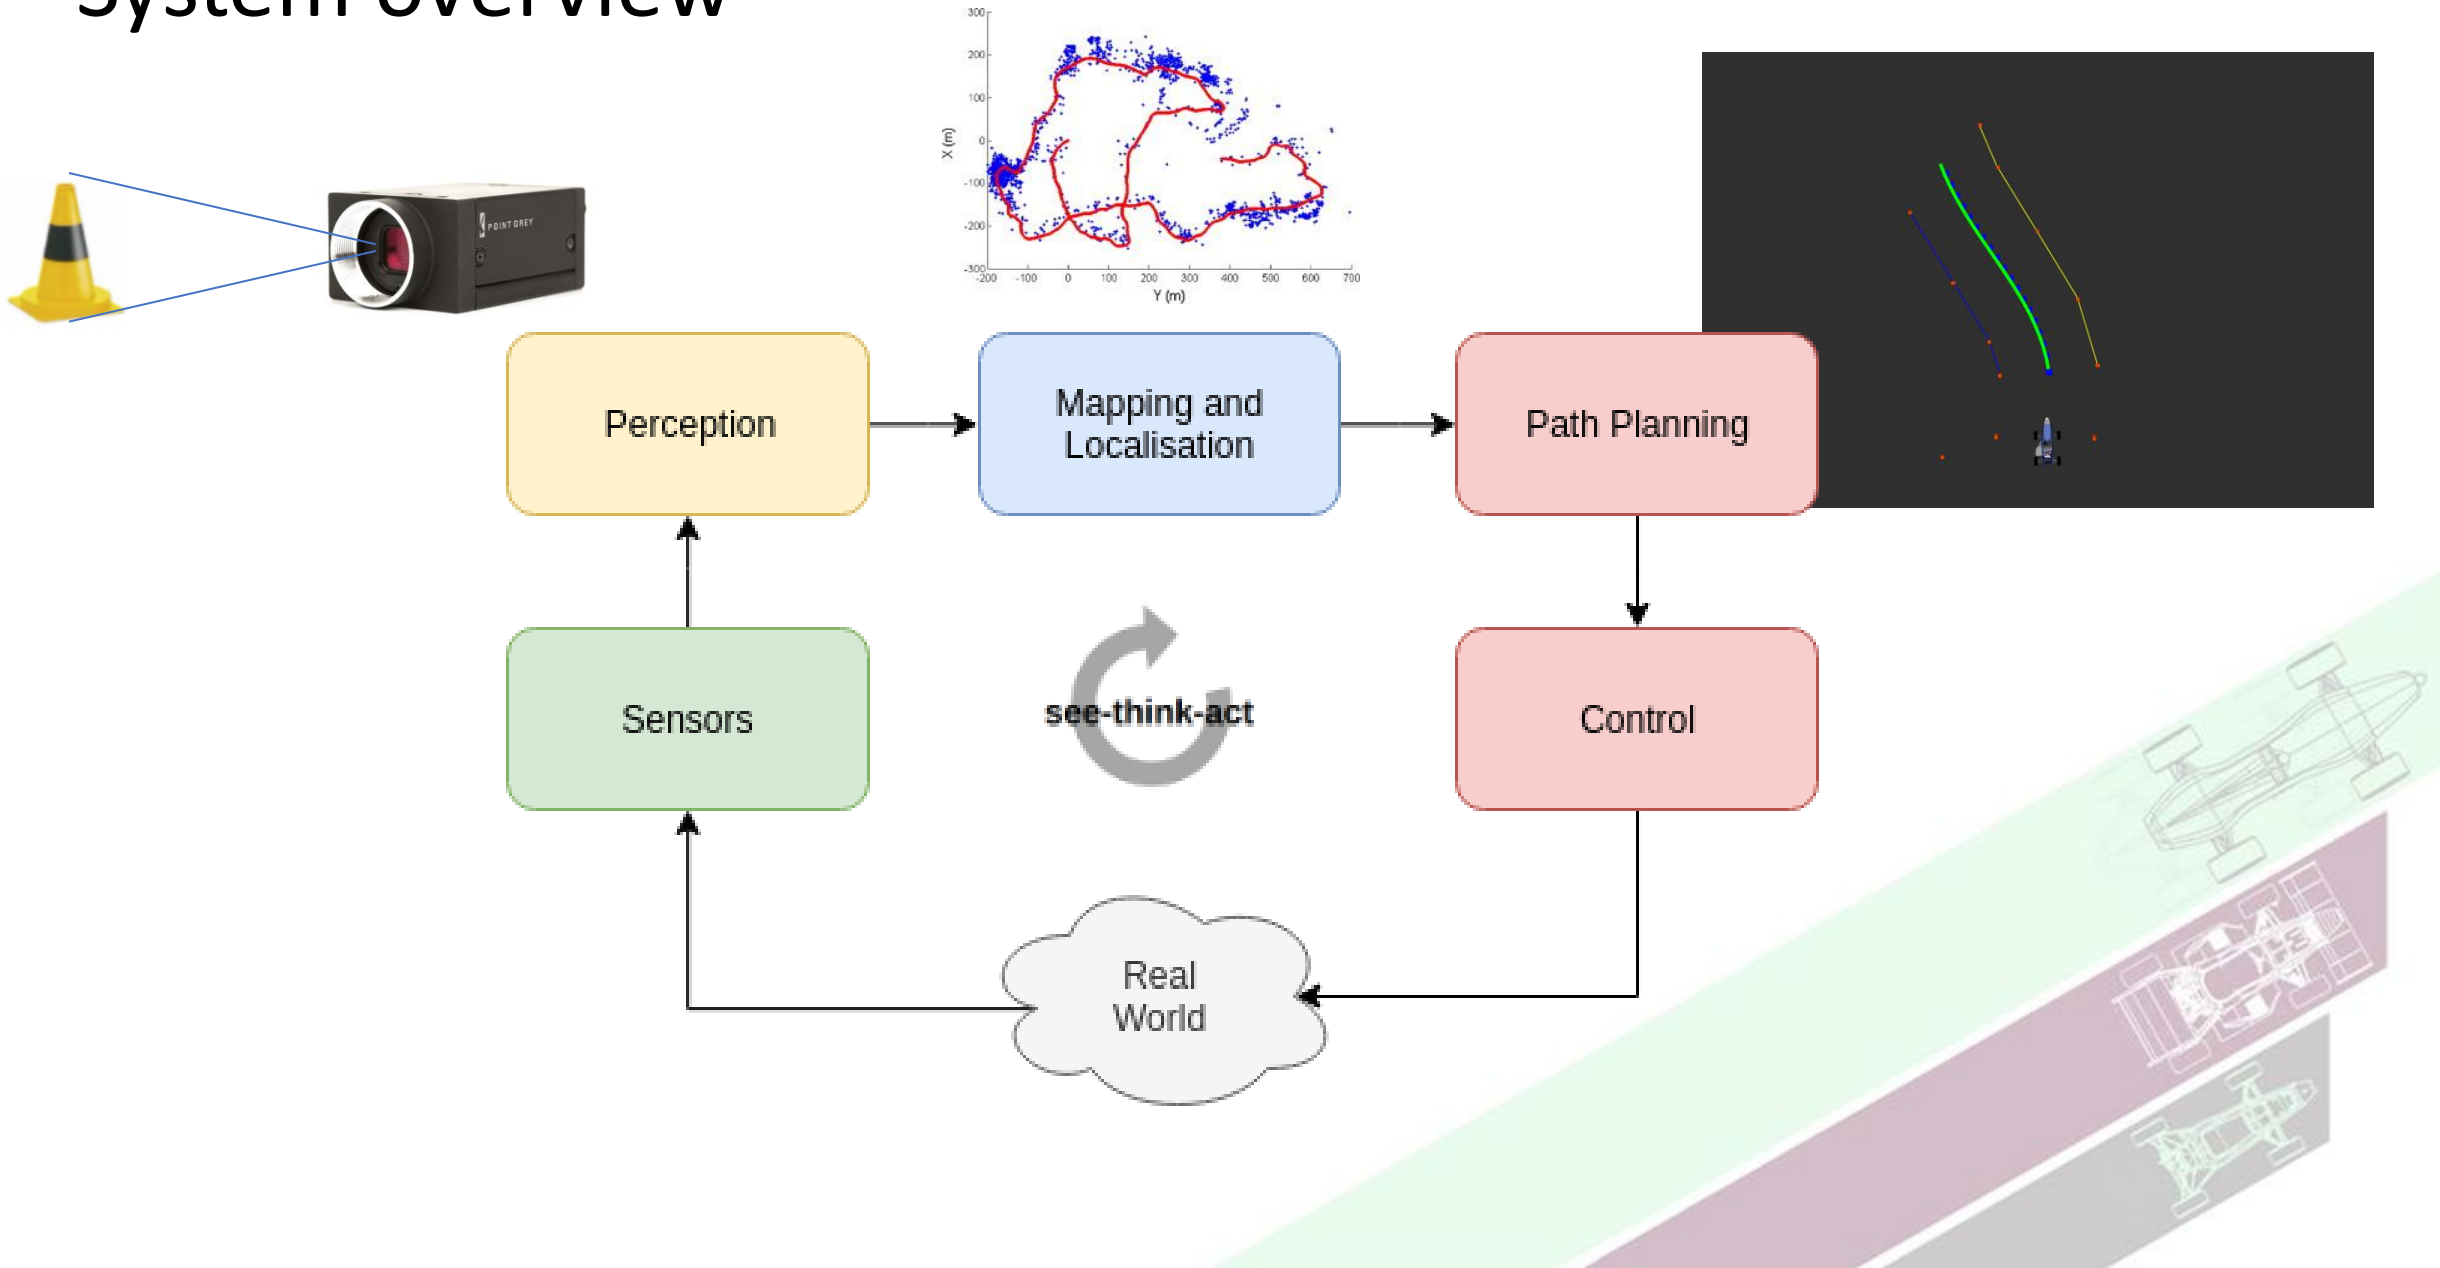 System overview
300
200
100
0
-100
-200
-300
X (m)
-200 -100 0 100 200 300 400 500 600 700
Y (m)
POINT GREY
Perception
Mapping and
Localisation
Path Planning
Sensors
see-think-act
Control
Real
World